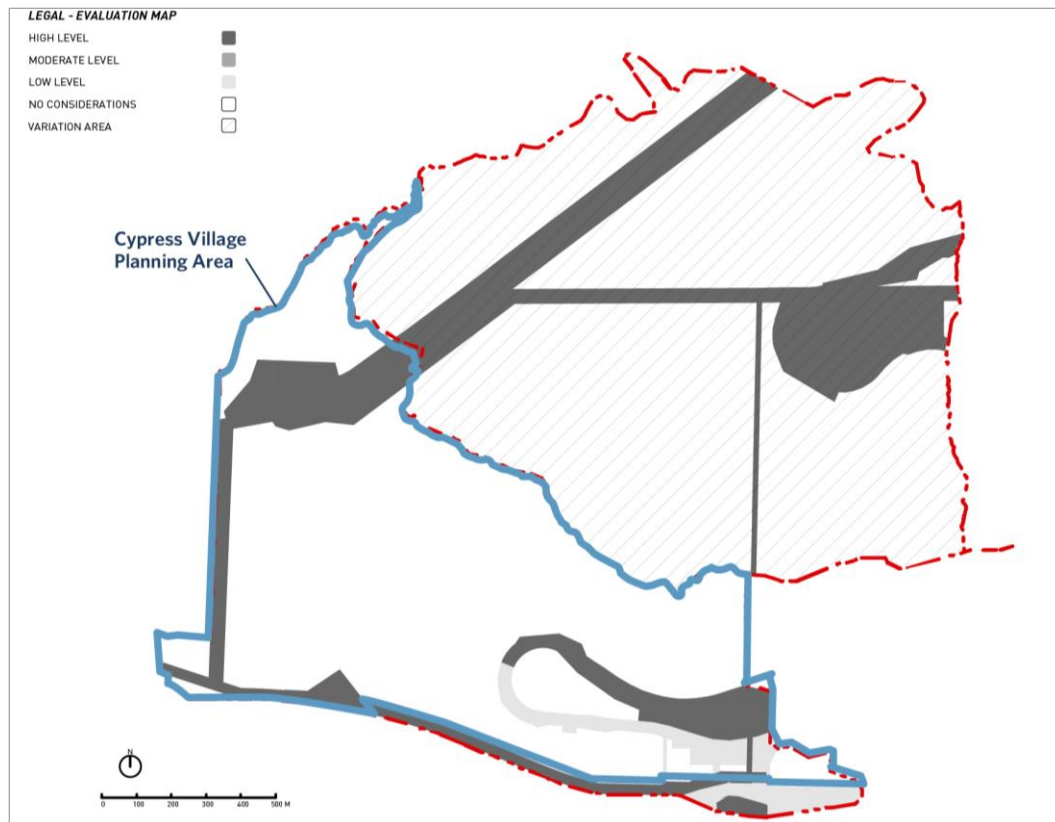 LEGAL - EVALUATION MAP
HIGH LEVEL
MODERATE LEVEL
LOW LEVEL
NO CONSIDERATIONS
VARIATION AREA
Cypress Village
Planning Area
N
0 100 200 300 400 500 M